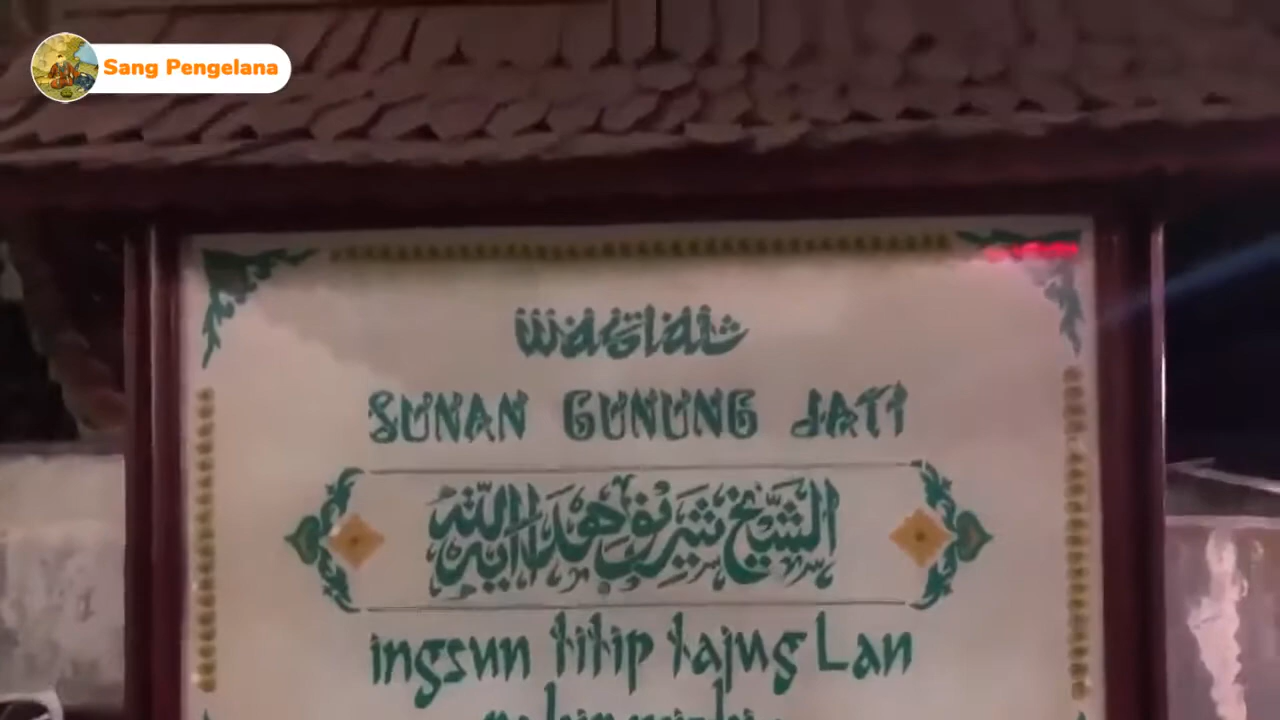 Sang Pengelana
wasiat
SUNAN GUNUNG JATI
الشيخ شريف هداية الله
ingsun titip tajug Lan